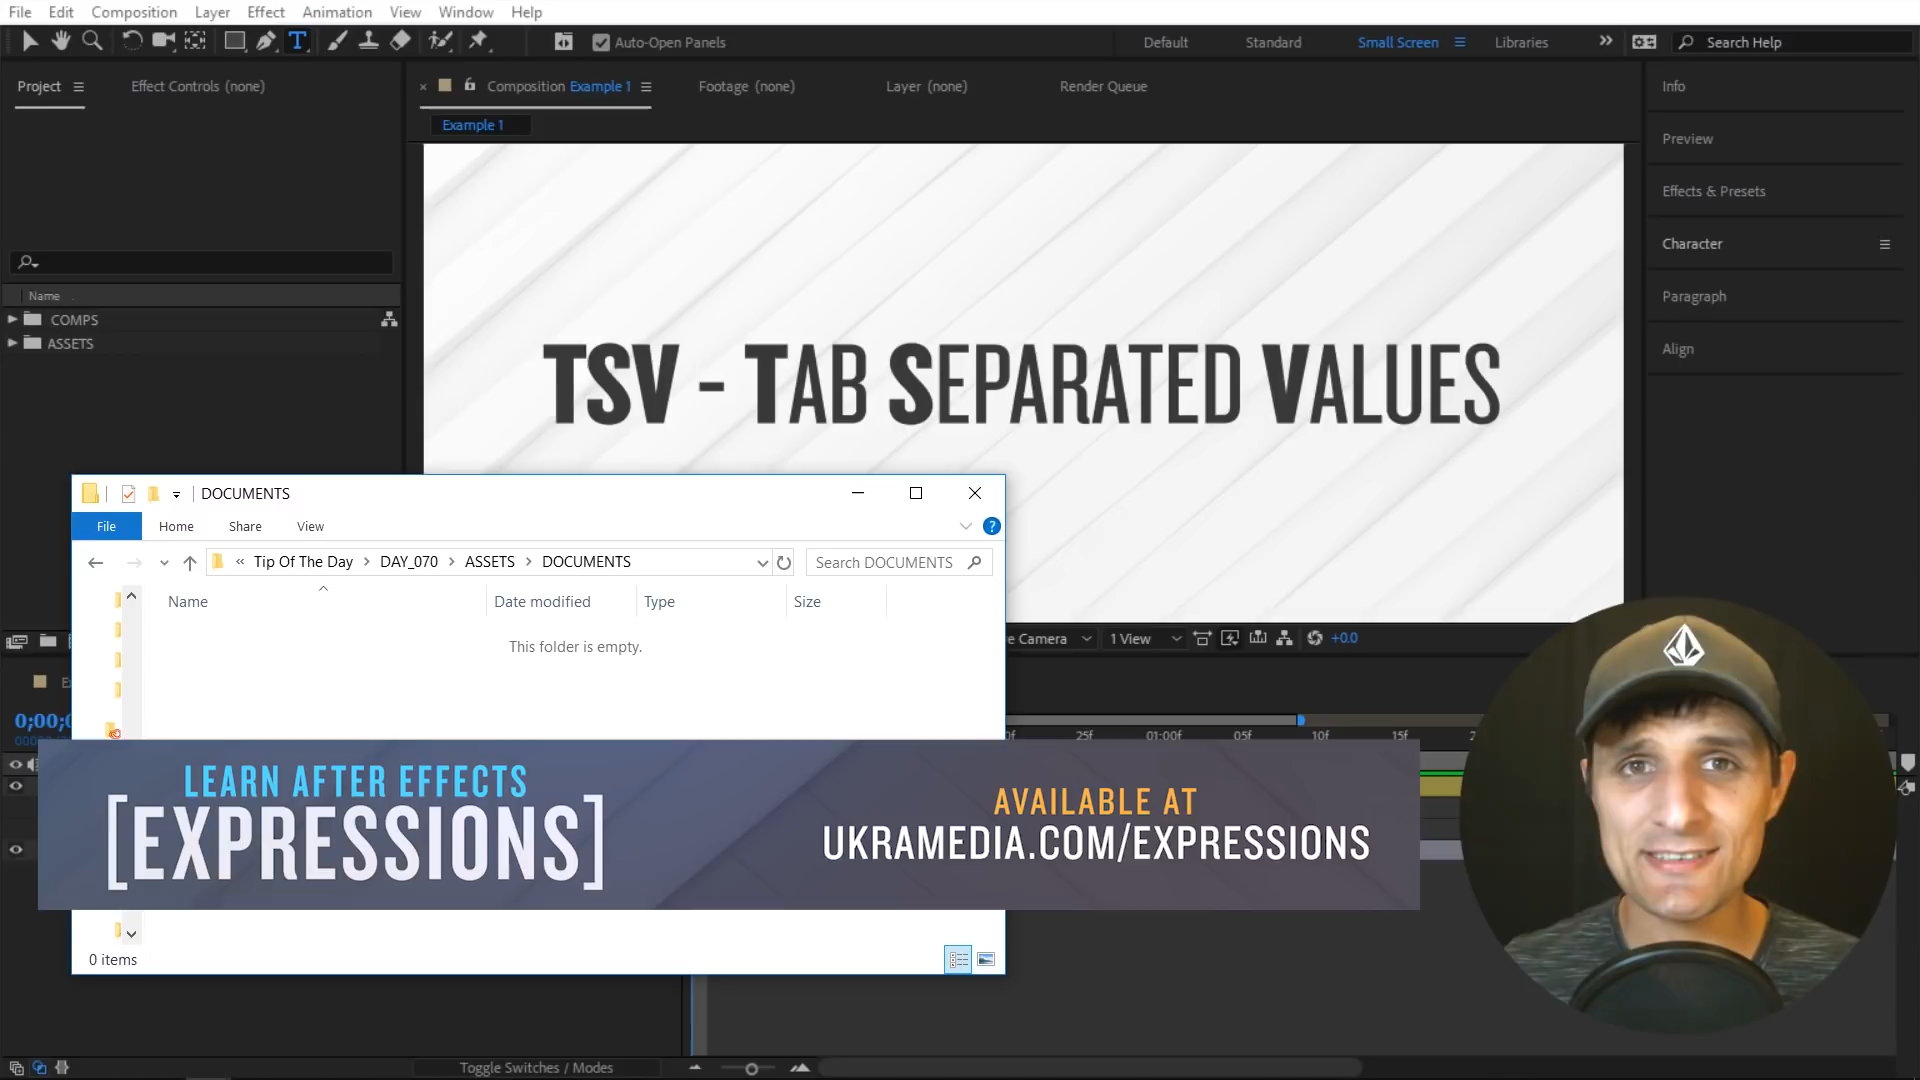 File Edit Composition Layer Effect Animation View Window Help
Auto-Open Panels Default Standard Small Screen Libraries Search Help
Project Effect Controls (none) Composition Example 1 Footage (none) Layer (none) Render Queue Info
Example 1
Preview
Effects & Presets
Character
Paragraph
Align
Name
COMPS
ASSETS
TSV - TAB SEPARATED VALUES
DOCUMENTS
File Home Share View
« Tip Of The Day DAY_070 ASSETS DOCUMENTS Search DOCUMENTS
Name Date modified Type Size
This folder is empty.
Camera 1 View +0.0
25f 01:00f 05f 10f 15f
LEARN AFTER EFFECTS
[EXPRESSIONS]
AVAILABLE AT
UKRAMEDIA.COM/EXPRESSIONS
0 items
Toggle Switches / Modes